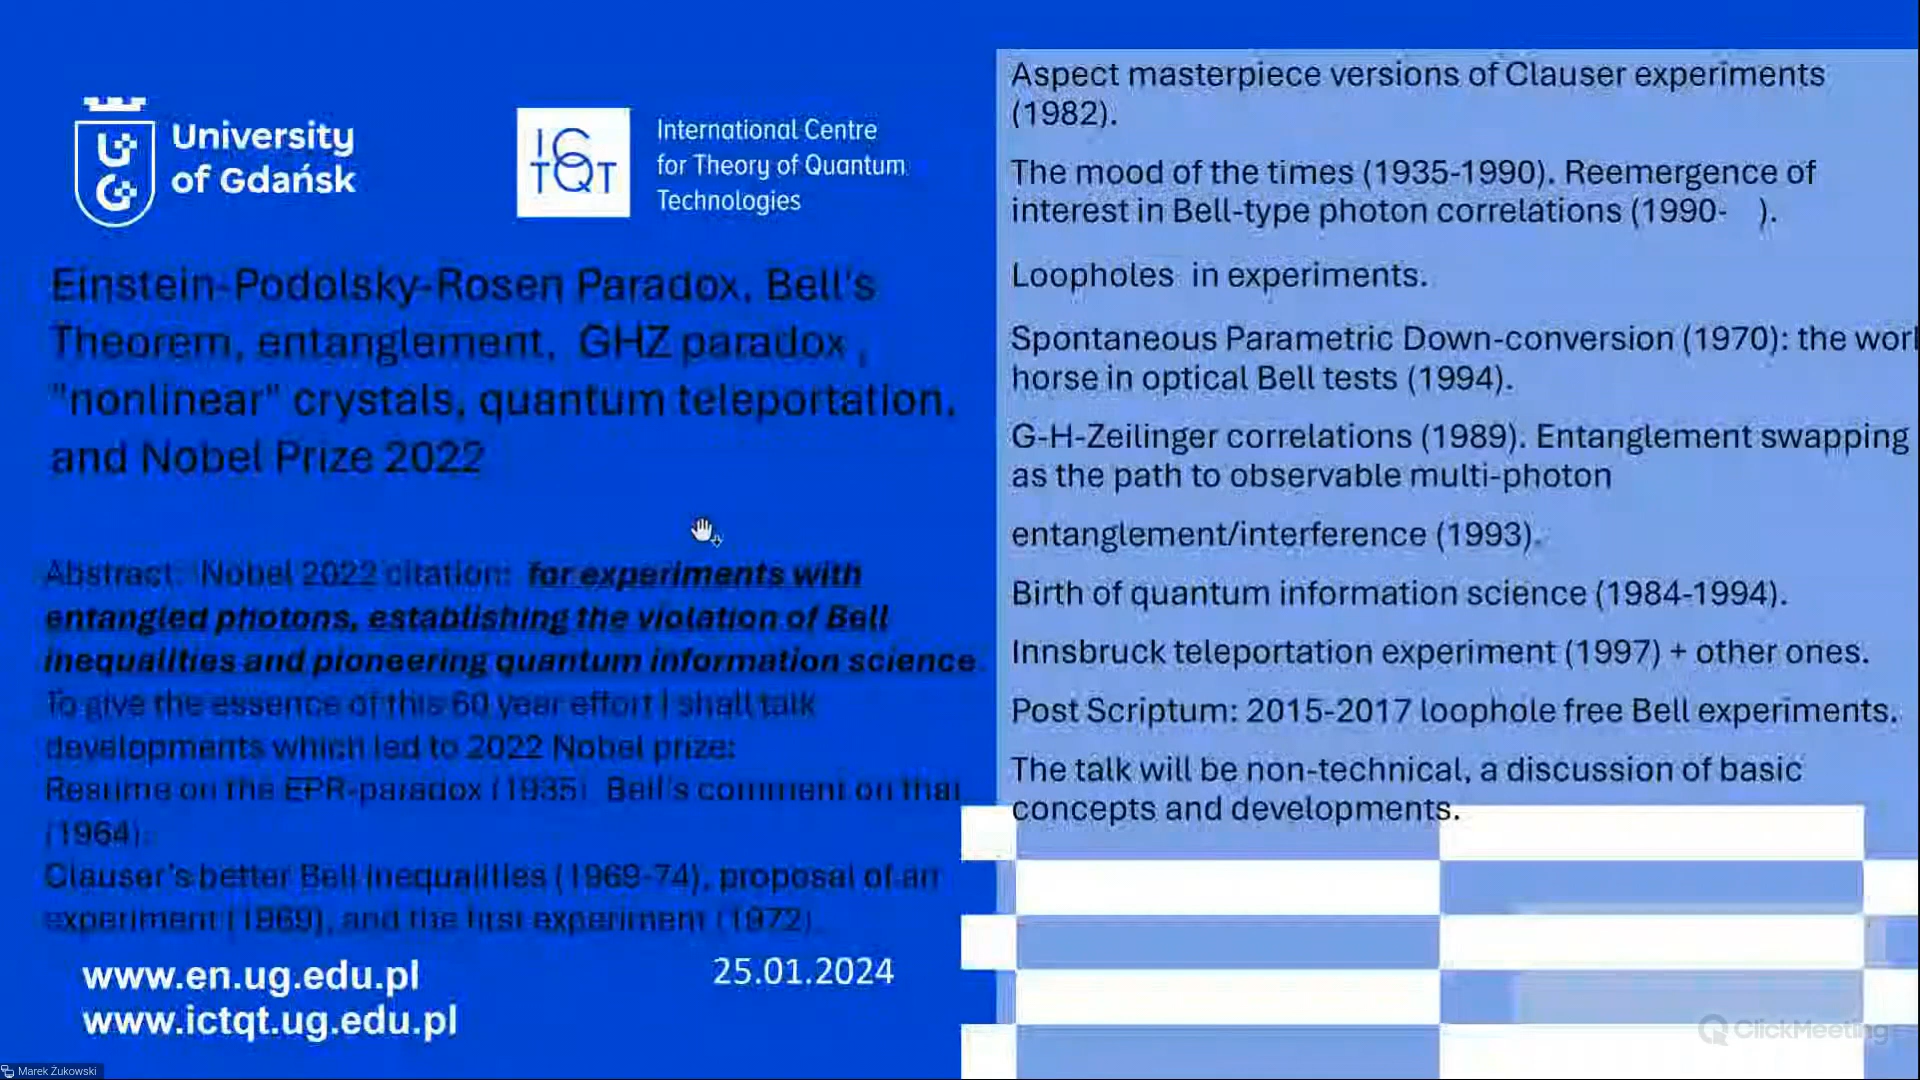 University
of Gdańsk
IC
TQT
International Centre
for Theory of Quantum
Technologies
Einstein-Podolsky-Rosen Paradox, Bell's
Theorem, entanglement, GHZ paradox ,
"nonlinear" crystals, quantum teleportation,
and Nobel Prize 2022
Abstract: Nobel 2022 citation: for experiments with
entangled photons, establishing the violation of Bell
inequalities and pioneering quantum information science.
To give the essence of this 60 year effort I shall talk
developments which led to 2022 Nobel prize:
Resume on the EPR-paradox (1935). Bell's comment on that
(1964).
Clauser's better Bell inequalities (1969-74), proposal of an
experiment (1969), and the first experiment (1972).
www.en.ug.edu.pl
www.ictqt.ug.edu.pl
25.01.2024
Aspect masterpiece versions of Clauser experiments
(1982).
The mood of the times (1935-1990). Reemergence of
interest in Bell-type photon correlations (1990- ).
Loopholes in experiments.
Spontaneous Parametric Down-conversion (1970): the work
horse in optical Bell tests (1994).
G-H-Zeilinger correlations (1989). Entanglement swapping
as the path to observable multi-photon
entanglement/interference (1993).
Birth of quantum information science (1984-1994).
Innsbruck teleportation experiment (1997) + other ones.
Post Scriptum: 2015-2017 loophole free Bell experiments.
The talk will be non-technical, a discussion of basic
concepts and developments.
ClickMeeting
Marek Żukowski